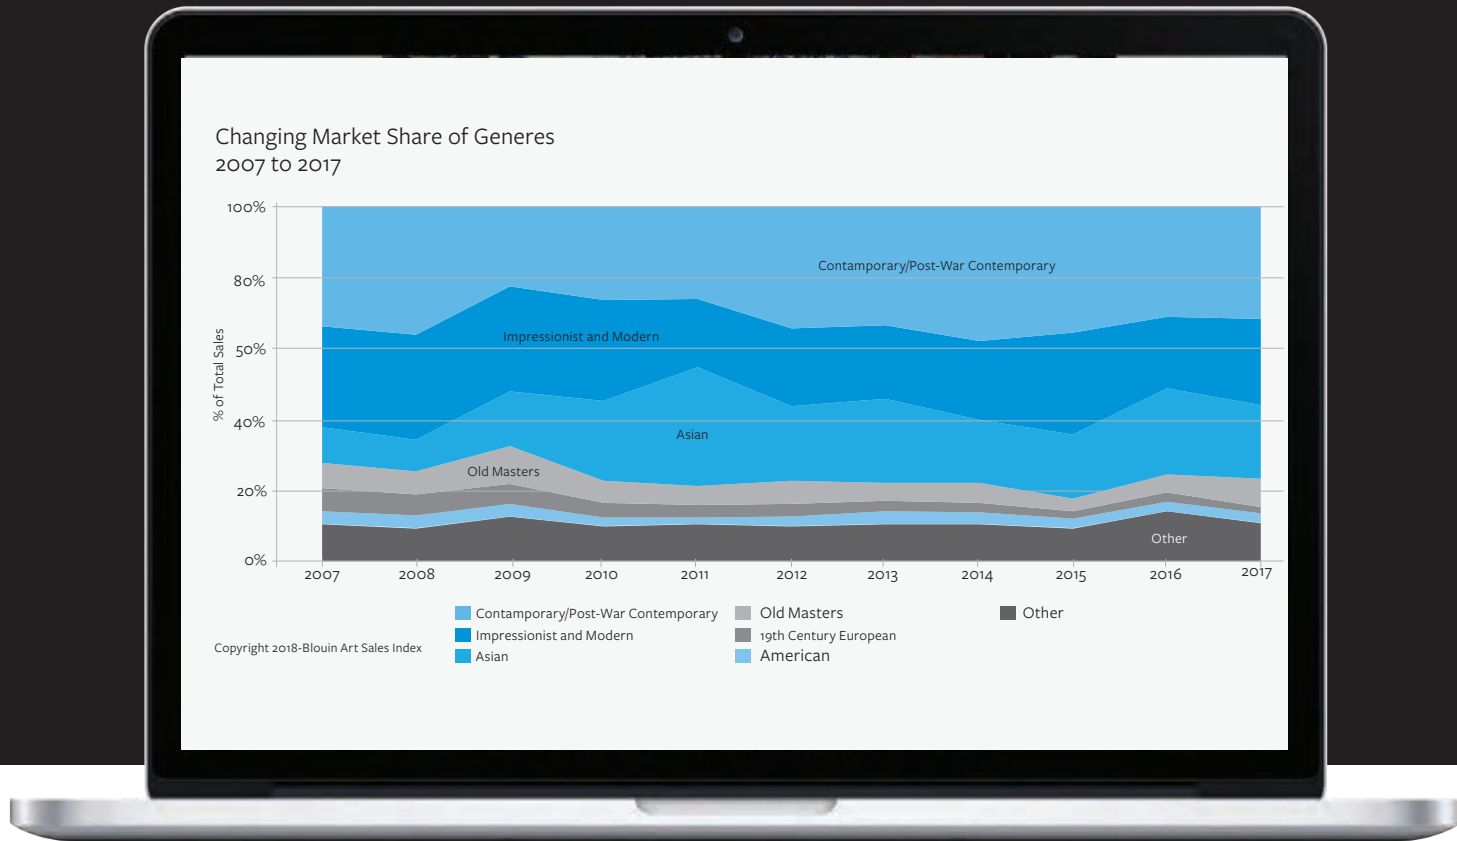 Changing Market Share of Generes
2007 to 2017
100%
80%
50%
40%
20%
0%
% of Total Sales
Contamporary/Post-War Contemporary
Impressionist and Modern
Asian
Old Masters
Other
2007 2008 2009 2010 2011 2012 2013 2014 2015 2016 2017
Contamporary/Post-War Contemporary
Impressionist and Modern
Asian
Old Masters
19th Century European
American
Other
Copyright 2018-Blouin Art Sales Index